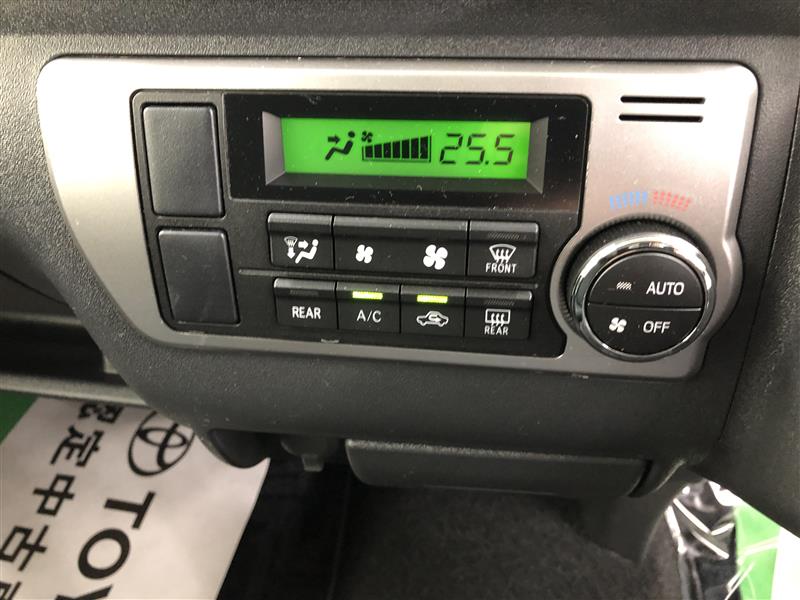 25.5
FRONT
REAR A/C REAR
AUTO
OFF
TOY
認定中古